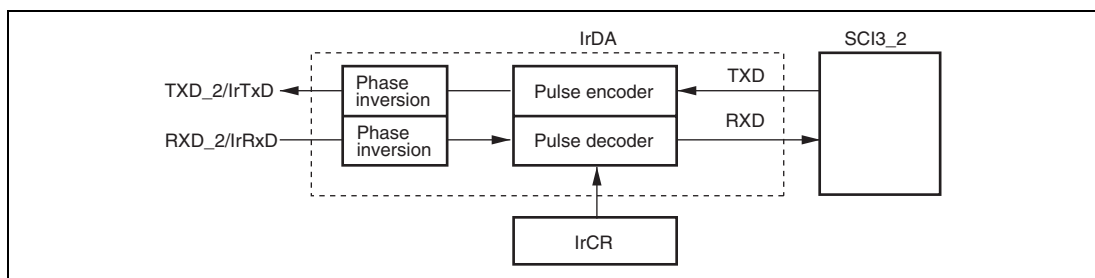 IrDA
SCI3_2
TXD_2/IrTxD
Phase
inversion
Pulse encoder
TXD
RXD_2/IrRxD
Phase
inversion
Pulse decoder
RXD
IrCR